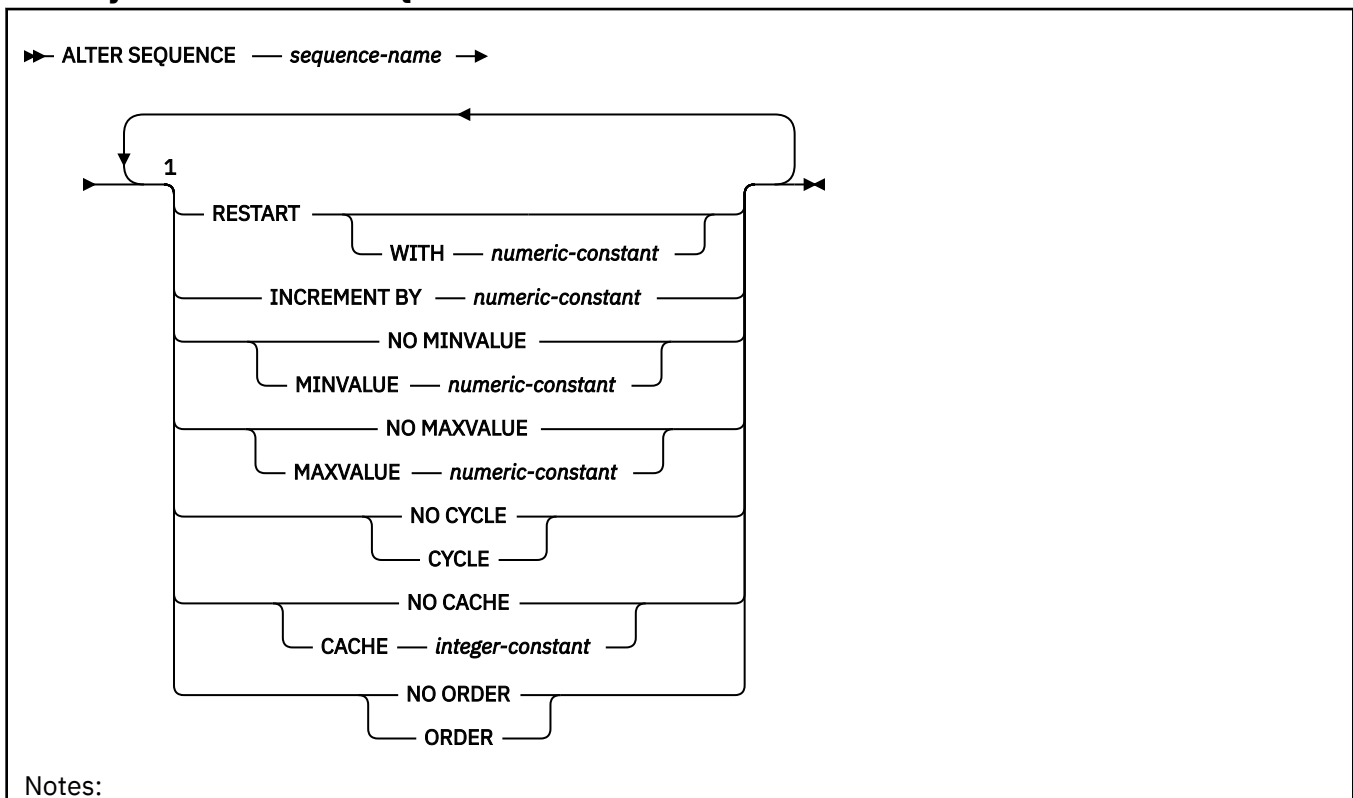 ALTER SEQUENCE sequence-name
1
RESTART
WITH numeric-constant
INCREMENT BY numeric-constant
NO MINVALUE
MINVALUE numeric-constant
NO MAXVALUE
MAXVALUE numeric-constant
NO CYCLE
CYCLE
NO CACHE
CACHE integer-constant
NO ORDER
ORDER
Notes: